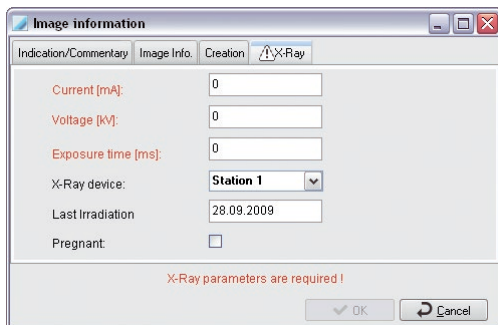 Image information
Indication/Commentary Image Info. Creation X-Ray
Current [mA]: 0
Voltage [kV]: 0
Exposure time [ms]: 0
X-Ray device: Station 1
Last Irradiation 28.09.2009
Pregnant:
X-Ray parameters are required !
OK Cancel